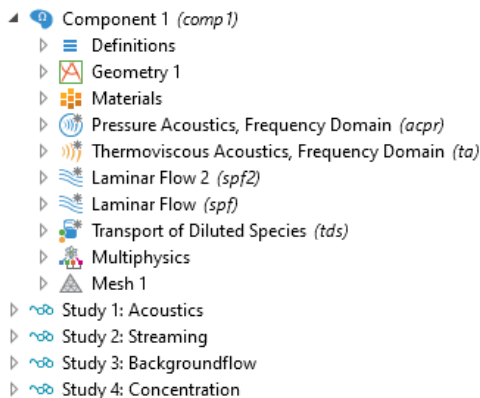 Component 1 (comp1)
Definitions
Geometry 1
Materials
Pressure Acoustics, Frequency Domain (acpr)
Thermoviscous Acoustics, Frequency Domain (ta)
Laminar Flow 2 (spf2)
Laminar Flow (spf)
Transport of Diluted Species (tds)
Multiphysics
Mesh 1
Study 1: Acoustics
Study 2: Streaming
Study 3: Backgroundflow
Study 4: Concentration